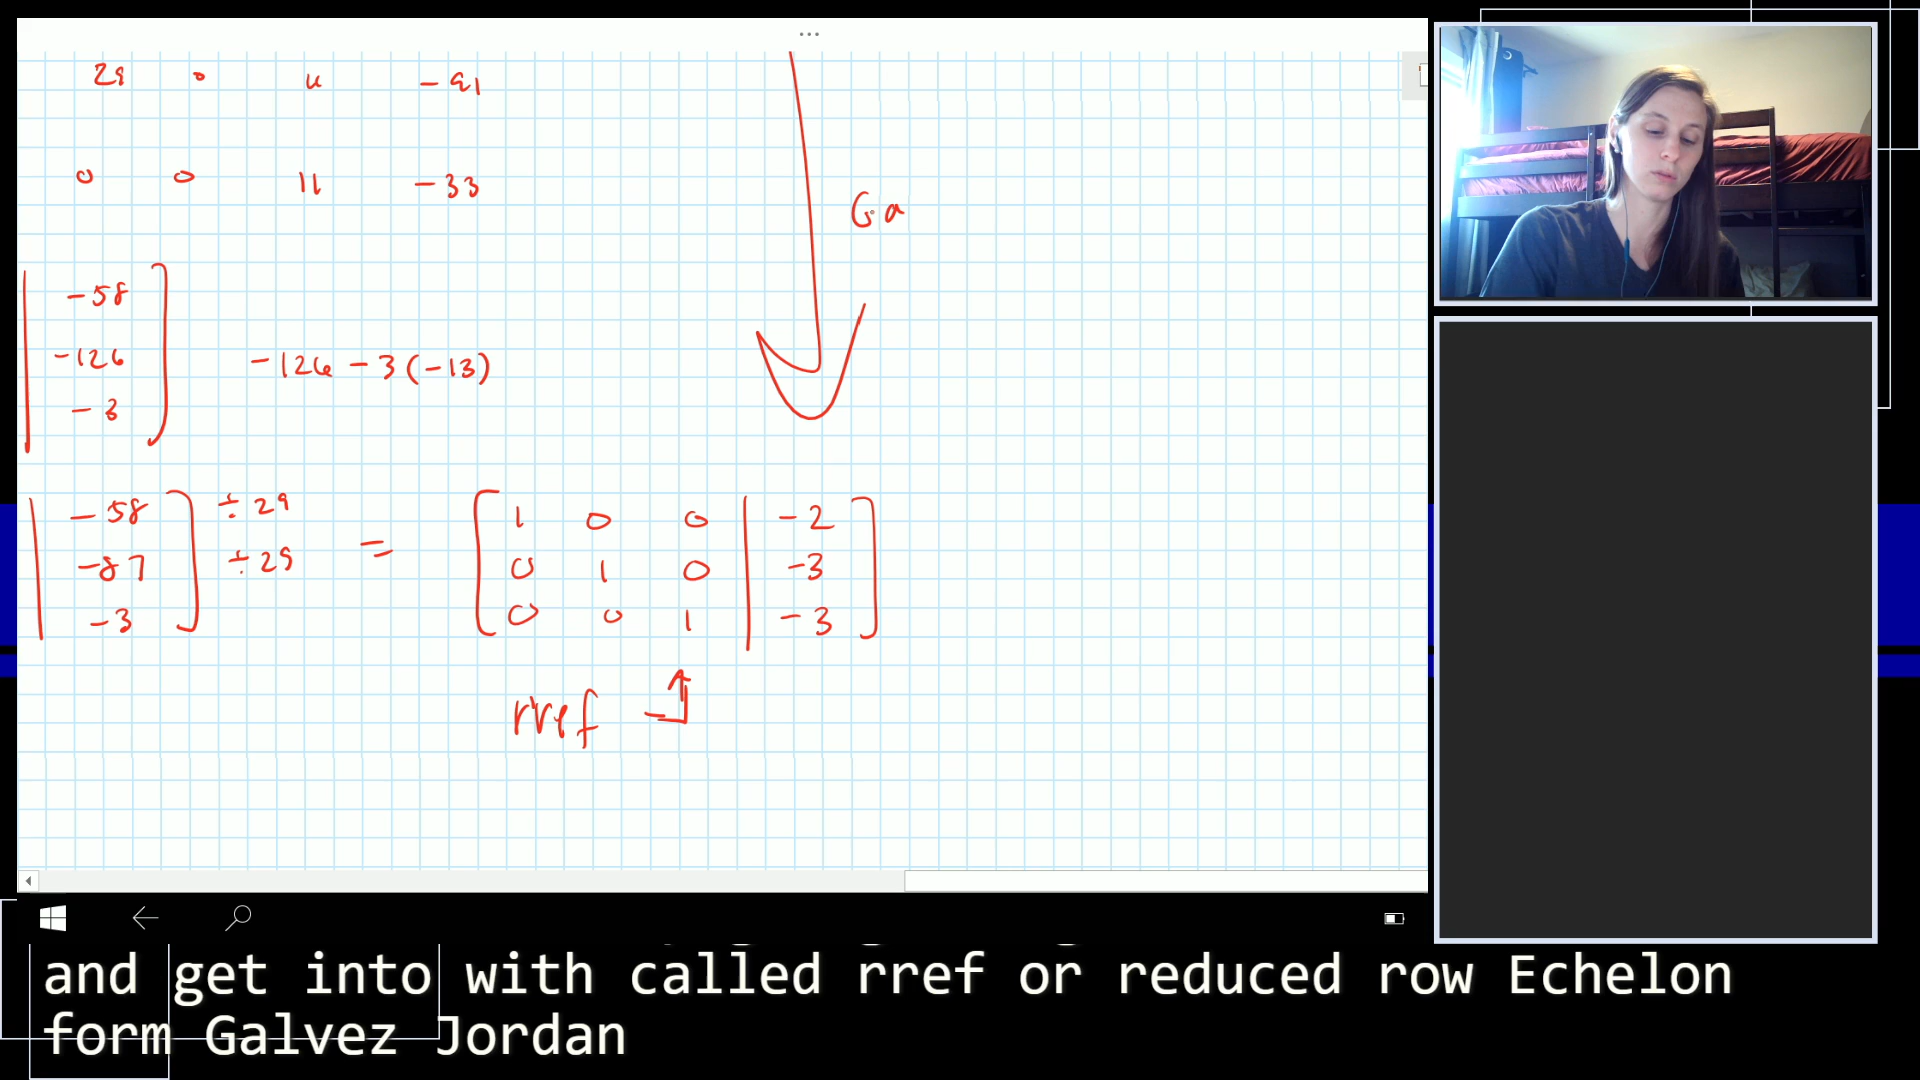 29 0 11 -91
0 0 11 -33
-58
-126
-3
-126 - 3(-13)
Ga
-58 ÷29
-87 ÷29
-3
=
1 0 0 | -2
0 1 0 | -3
0 0 1 | -3
rref
and get into with called rref or reduced row Echelon
form Galvez Jordan